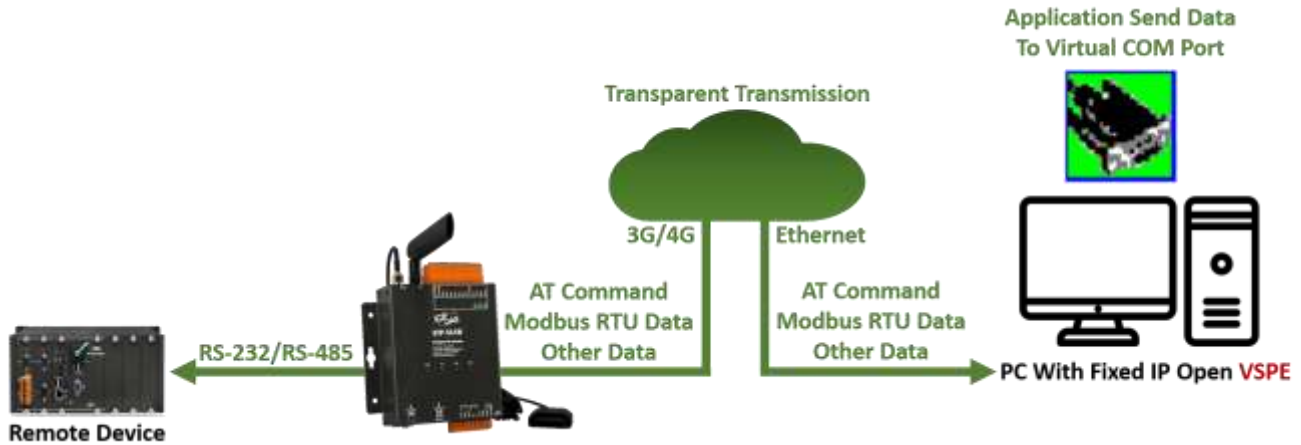 Application Send Data
To Virtual COM Port
Transparent Transmission
3G/4G
Ethernet
AT Command
Modbus RTU Data
Other Data
AT Command
Modbus RTU Data
Other Data
RS-232/RS-485
PC With Fixed IP Open VSPE
Remote Device